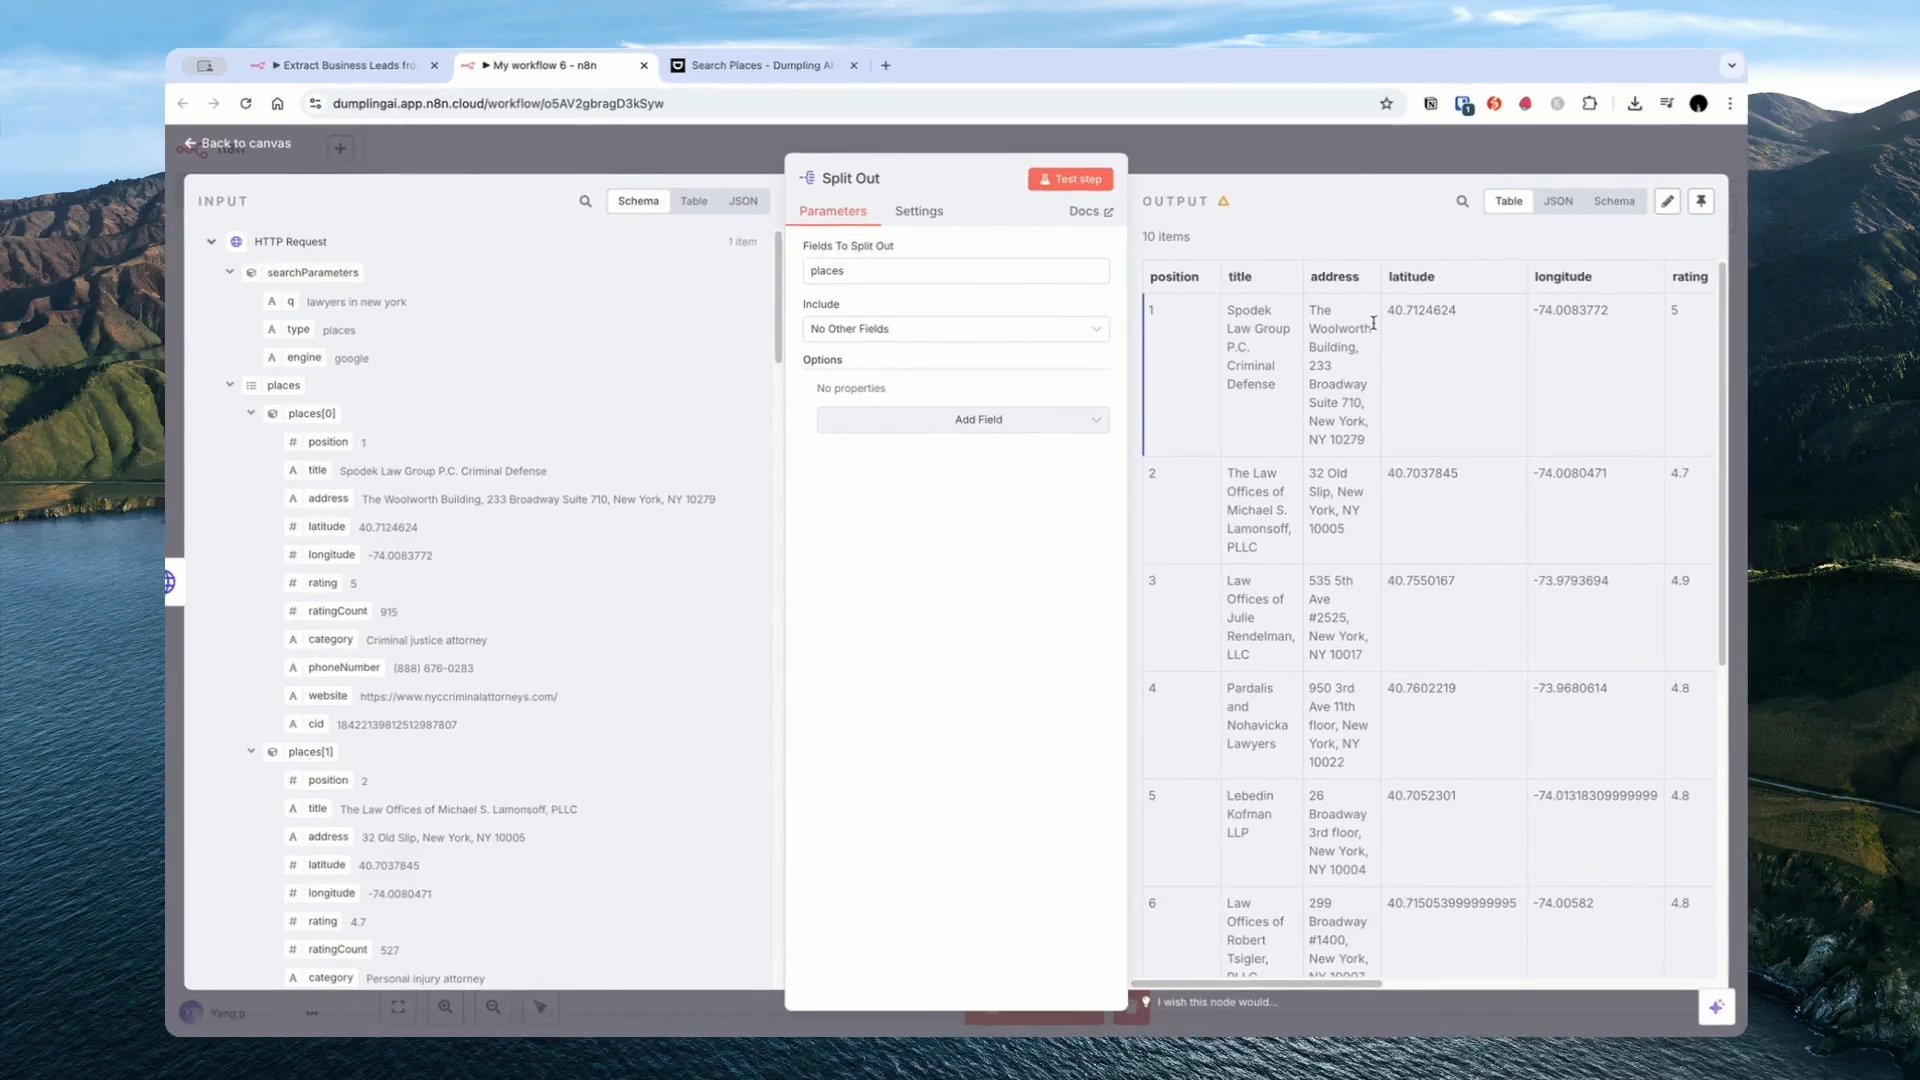 Extract Business Leads fro
My workflow 6 - n8n
Search Places - Dumpling AI
dumplingai.app.n8n.cloud/workflow/o5AV2gbragD3kSyw
Back to canvas
INPUT
Schema
Table
JSON
HTTP Request
1 item
searchParameters
A q lawyers in new york
A type places
A engine google
places
places[0]
# position 1
A title Spodek Law Group P.C. Criminal Defense
A address The Woolworth Building, 233 Broadway Suite 710, New York, NY 10279
# latitude 40.7124624
# longitude -74.0083772
# rating 5
# ratingCount 915
A category Criminal justice attorney
A phoneNumber (888) 676-0283
A website https://www.nyccriminalattorneys.com/
A cid 18422139812512987807
places[1]
# position 2
A title The Law Offices of Michael S. Lamonsoff, PLLC
A address 32 Old Slip, New York, NY 10005
# latitude 40.7037845
# longitude -74.0080471
# rating 4.7
# ratingCount 527
A category Personal injury attorney
Yang p
Split Out
Test step
Parameters
Settings
Docs
Fields To Split Out
places
Include
No Other Fields
Options
No properties
Add Field
OUTPUT
Table
JSON
Schema
10 items
position title address latitude longitude rating
1
Spodek
Law Group
P.C.
Criminal
Defense
The
Woolworth
Building,
233
Broadway
Suite 710,
New York,
NY 10279
40.7124624
-74.0083772
5
2
The Law
Offices of
Michael S.
Lamonsoff,
PLLC
32 Old
Slip, New
York, NY
10005
40.7037845
-74.0080471
4.7
3
Law
Offices of
Julie
Rendelman,
LLC
535 5th
Ave
#2525,
New York,
NY 10017
40.7550167
-73.9793694
4.9
4
Pardalis
and
Nohavicka
Lawyers
950 3rd
Ave 11th
floor, New
York, NY
10022
40.7602219
-73.9680614
4.8
5
Lebedin
Kofman
LLP
26
Broadway
3rd floor,
New York,
NY 10004
40.7052301
-74.01318309999999
4.8
6
Law
Offices of
Robert
Tsigler,
PLLC
299
Broadway
#1400,
New York,
NY 10007
40.715053999999995
-74.00582
4.8
I wish this node would...